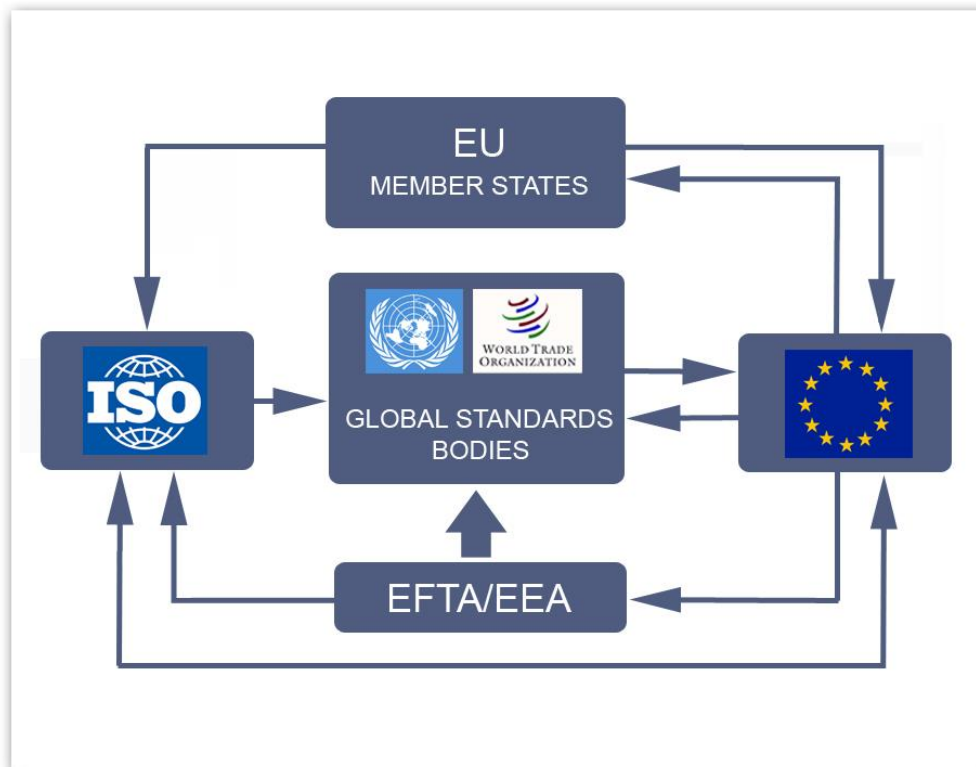 EU
MEMBER STATES
WORLD TRADE
ORGANIZATION
ISO
GLOBAL STANDARDS
BODIES
EFTA/EEA